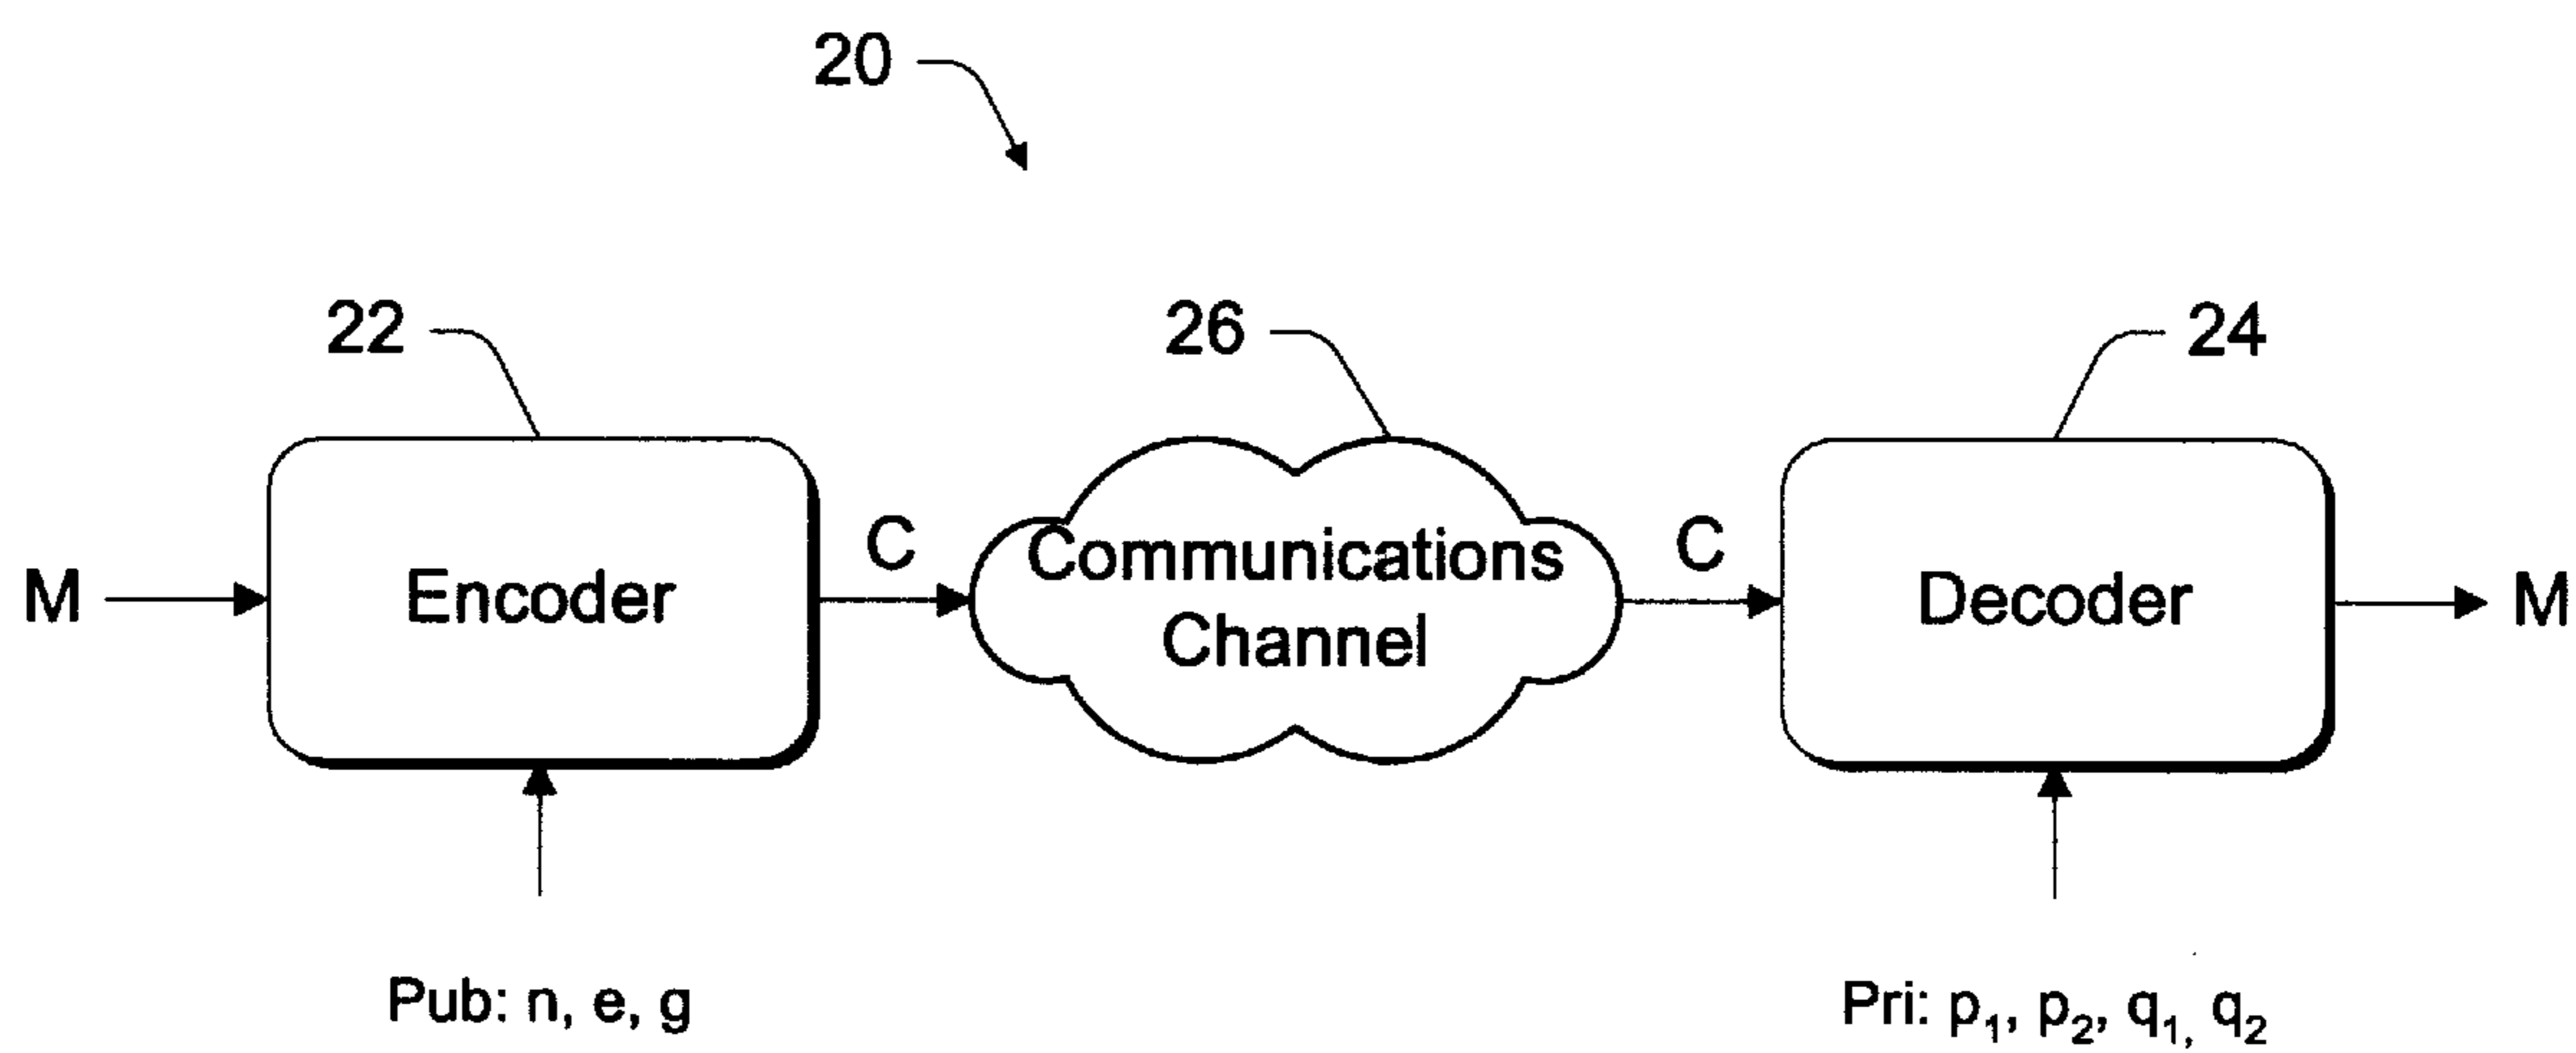 20
22
26
24
M
Encoder
C
Communications
Channel
C
Decoder
M
Pub: n, e, g
Pri: p₁, p₂, q₁, q₂